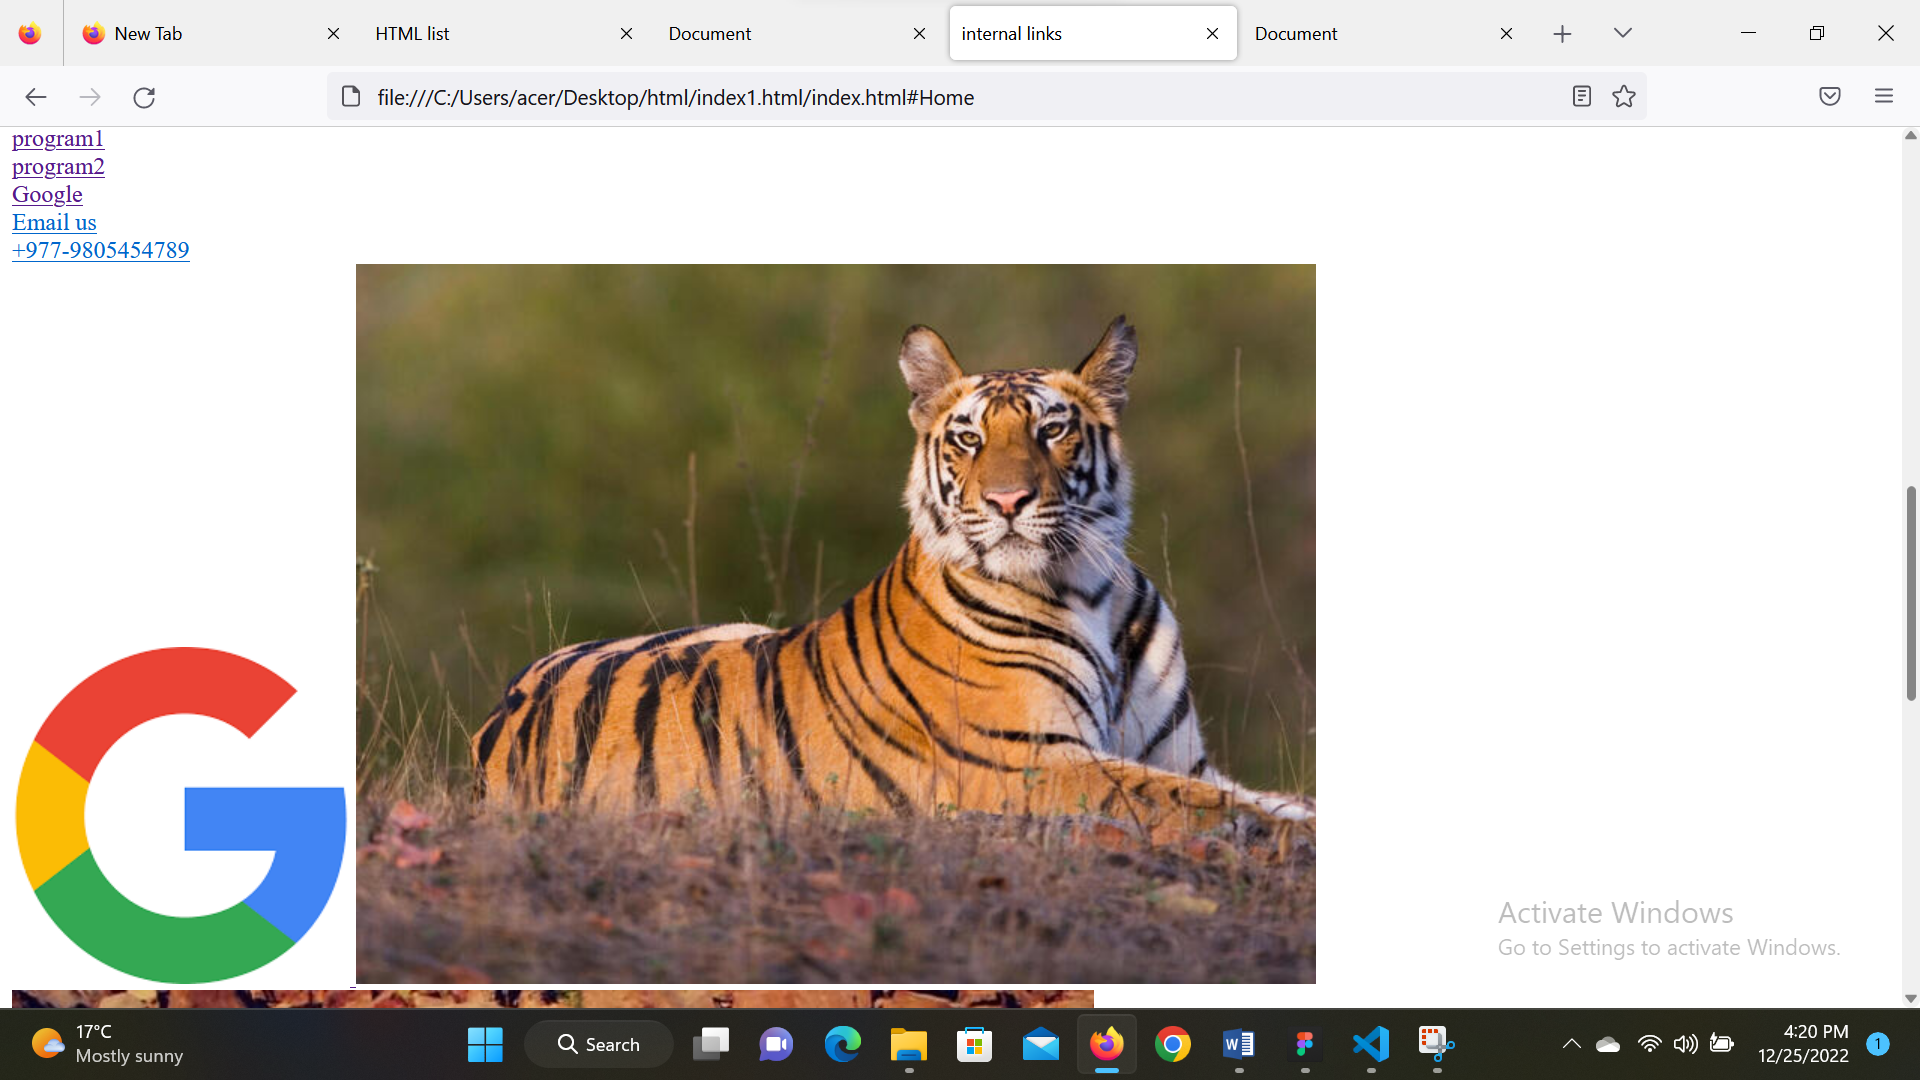 New Tab
HTML list
Document
internal links
Document
file:///C:/Users/acer/Desktop/html/index1.html/index.html#Home
program1
program2
Google
Email us
+977-9805454789
Activate Windows
Go to Settings to activate Windows.
17°C
Mostly sunny
Search
4:20 PM
12/25/2022
1